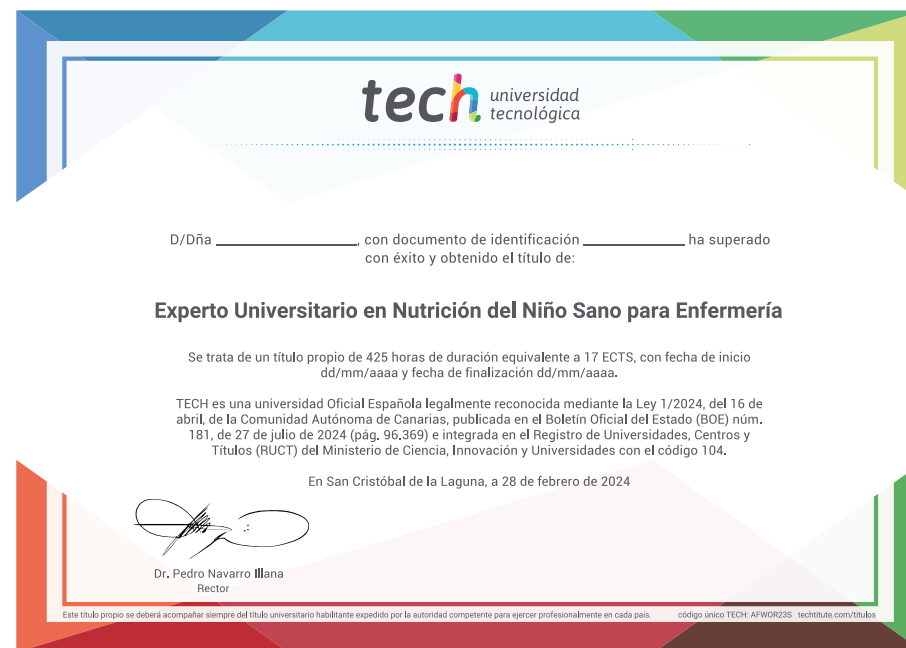 tech universidad
tecnológica
D/Dña ________________, con documento de identificación ____________ ha superado
con éxito y obtenido el título de:
Experto Universitario en Nutrición del Niño Sano para Enfermería
Se trata de un título propio de 425 horas de duración equivalente a 17 ECTS, con fecha de inicio
dd/mm/aaaa y fecha de finalización dd/mm/aaaa.
TECH es una universidad Oficial Española legalmente reconocida mediante la Ley 1/2024, del 16 de
abril, de la Comunidad Autónoma de Canarias, publicada en el Boletín Oficial del Estado (BOE) núm.
181, de 27 de julio de 2024 (pág. 96.369) e integrada en el Registro de Universidades, Centros y
Títulos (RUCT) del Ministerio de Ciencia, Innovación y Universidades con el código 104.
En San Cristóbal de la Laguna, a 28 de febrero de 2024
Dr. Pedro Navarro Illana
Rector
Este título propio se deberá acompañar siempre del título universitario habilitante expedido por la autoridad competente para ejercer profesionalmente en cada país. código único TECH: AFWOR23S techtitute.com/titulos